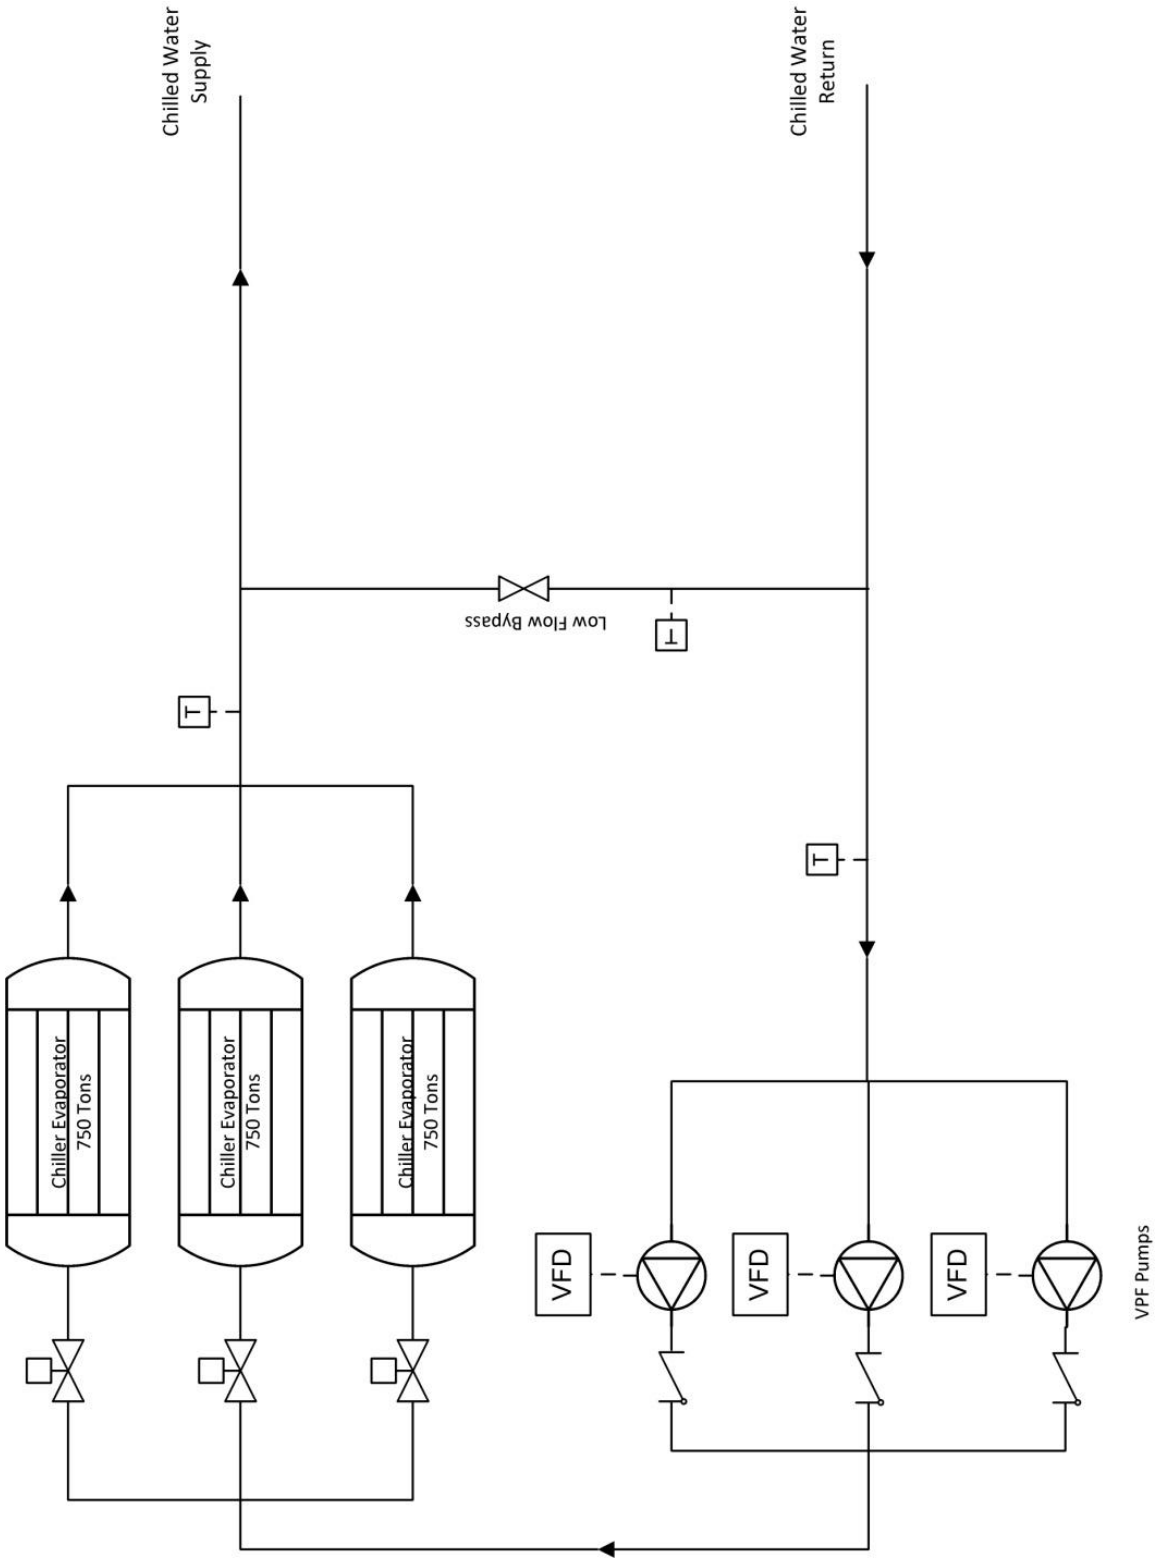 Chilled Water
Supply
Chilled Water
Return
Low Flow Bypass
T
T
T
Chiller Evaporator
750 Tons
Chiller Evaporator
750 Tons
Chiller Evaporator
750 Tons
VFD
VFD
VFD
VPF Pumps